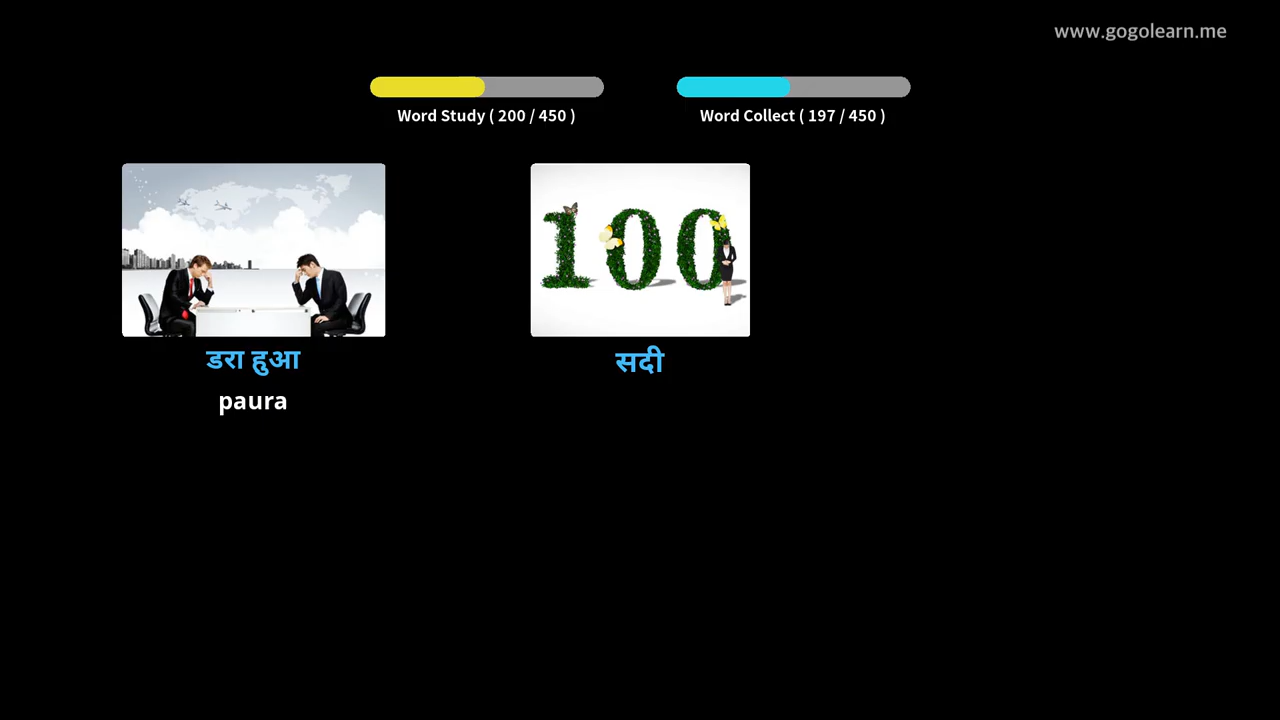 www.gogolearn.me
Word Study ( 200 / 450 )
Word Collect ( 197 / 450 )
100
डरा हुआ
सदी
paura